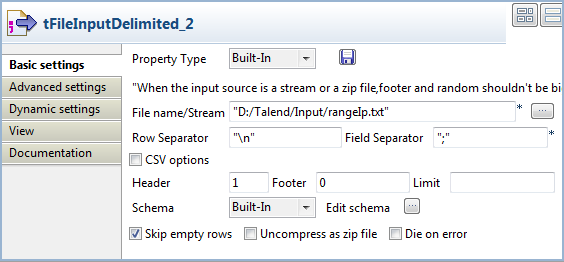 tFileInputDelimited_2
Basic settings
Advanced settings
Dynamic settings
View
Documentation
Property Type Built-In
"When the input source is a stream or a zip file,footer and random shouldn't be bi
File name/Stream "D:/Talend/Input/rangeIp.txt" * ...
Row Separator "\n" Field Separator ";" *
CSV options
Header 1 Footer 0 Limit
Schema Built-In Edit schema ...
Skip empty rows Uncompress as zip file Die on error